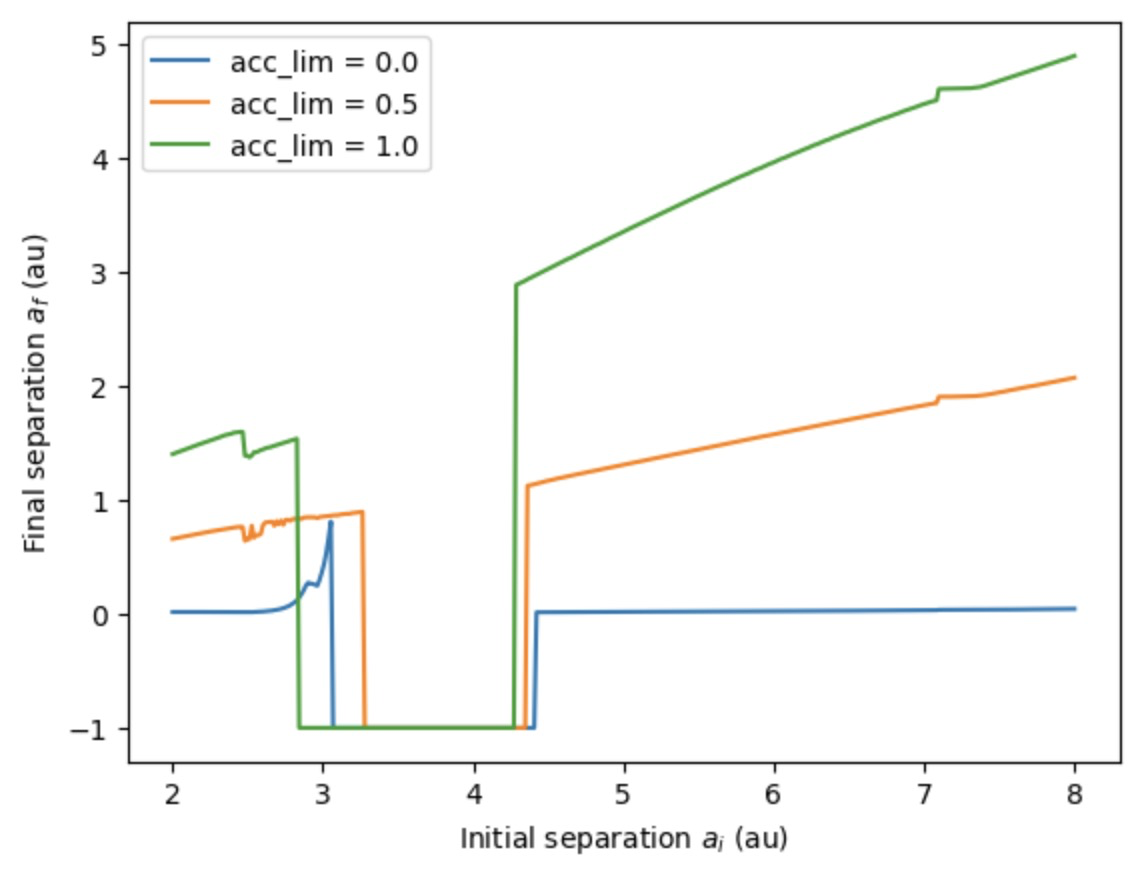 acc_lim = 0.0
acc_lim = 0.5
acc_lim = 1.0
5
4
3
2
1
0
−1
Final separation a_f (au)
2 3 4 5 6 7 8
Initial separation a_i (au)